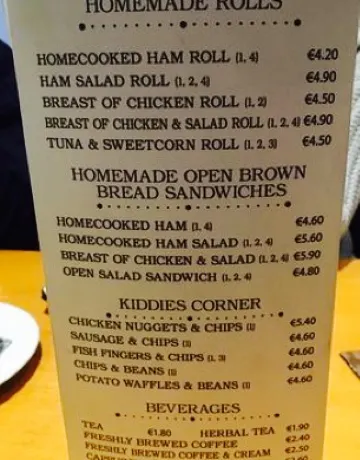 HOMEMADE ROLLS
HOMECOOKED HAM ROLL (1, 4) €4.20
HAM SALAD ROLL (1, 2, 4) €4.90
BREAST OF CHICKEN ROLL (1, 2) €4.50
BREAST OF CHICKEN & SALAD ROLL (1, 2, 4) €4.90
TUNA & SWEETCORN ROLL (1, 2, 3) €4.50
HOMEMADE OPEN BROWN
BREAD SANDWICHES
HOMECOOKED HAM (1, 4) €4.60
HOMECOOKED HAM SALAD (1, 2, 4) €5.60
BREAST OF CHICKEN & SALAD (1, 2, 4) €5.90
OPEN SALAD SANDWICH (1, 2, 4) €4.80
KIDDIES CORNER
CHICKEN NUGGETS & CHIPS (1) €5.40
SAUSAGE & CHIPS (1) €4.60
FISH FINGERS & CHIPS (1, 3) €4.60
CHIPS & BEANS (1) €4.60
POTATO WAFFLES & BEANS (1) €4.60
BEVERAGES
TEA €1.80 HERBAL TEA €1.90
FRESHLY BREWED COFFEE €2.40
FRESHLY BREWED COFFEE & CREAM €2.50